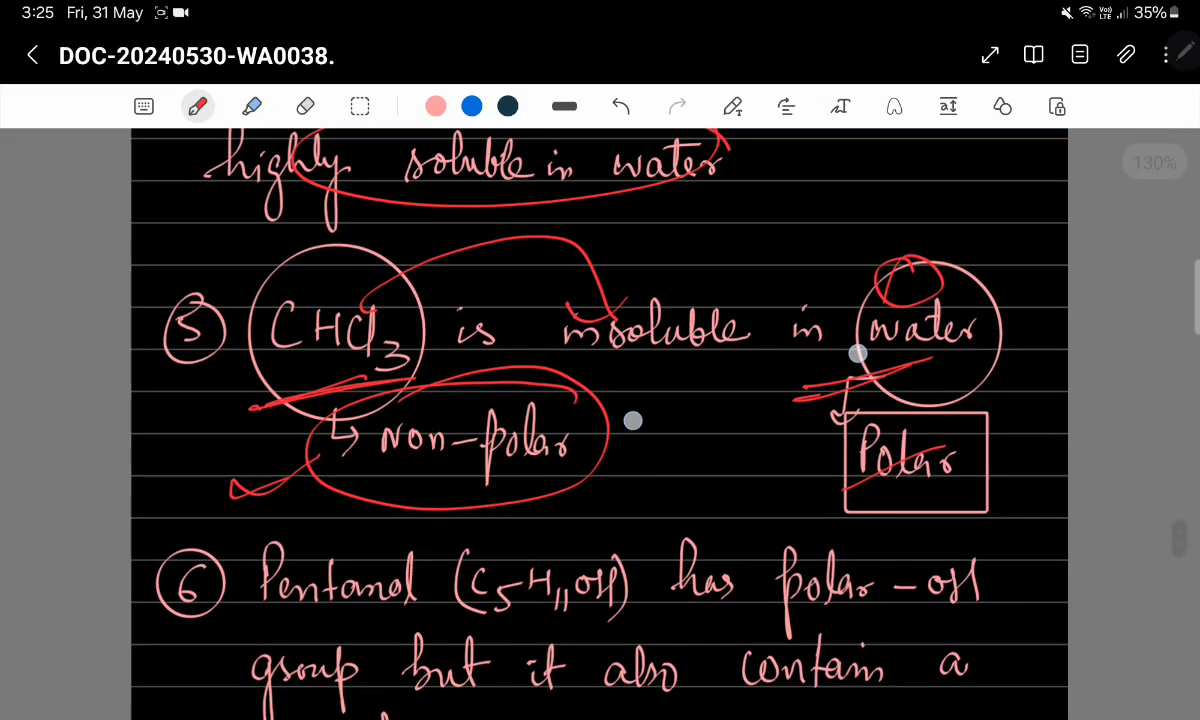 3:25 Fri, 31 May 35%
DOC-20240530-WA0038.
130%
highly soluble in water
5 CHCl3 is insoluble in water
↳ Non-polar Polar
6 Pentanol (C5H11OH) has polar -OH
group but it also contain a